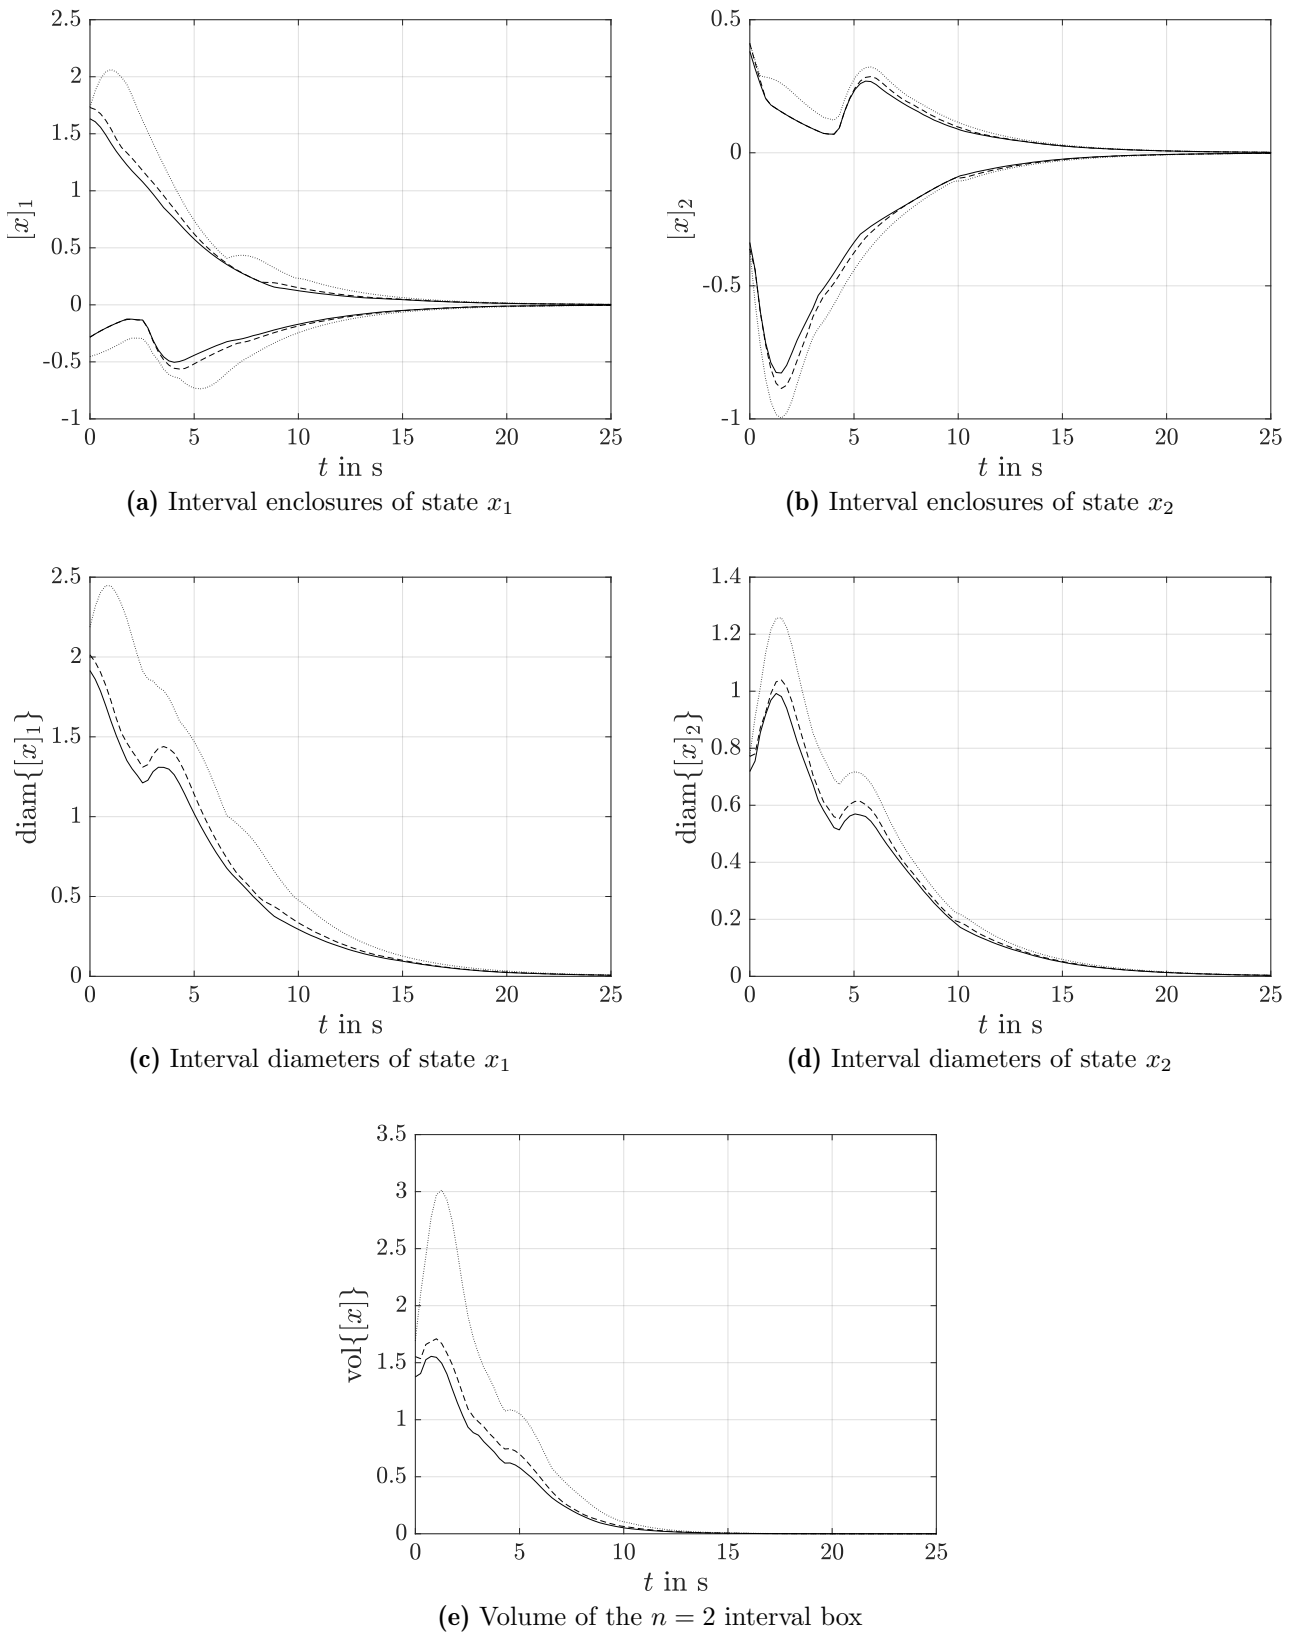 2.5
2
1.5
1
0.5
0
-0.5
-1
[x]1
0 5 10 15 20 25
t in s
(a) Interval enclosures of state x1
0.5
0
-0.5
-1
[x]2
0 5 10 15 20 25
t in s
(b) Interval enclosures of state x2
2.5
2
1.5
1
0.5
0
diam{[x]1}
0 5 10 15 20 25
t in s
(c) Interval diameters of state x1
1.4
1.2
1
0.8
0.6
0.4
0.2
0
diam{[x]2}
0 5 10 15 20 25
t in s
(d) Interval diameters of state x2
3.5
3
2.5
2
1.5
1
0.5
0
vol{[x]}
0 5 10 15 20 25
t in s
(e) Volume of the n = 2 interval box